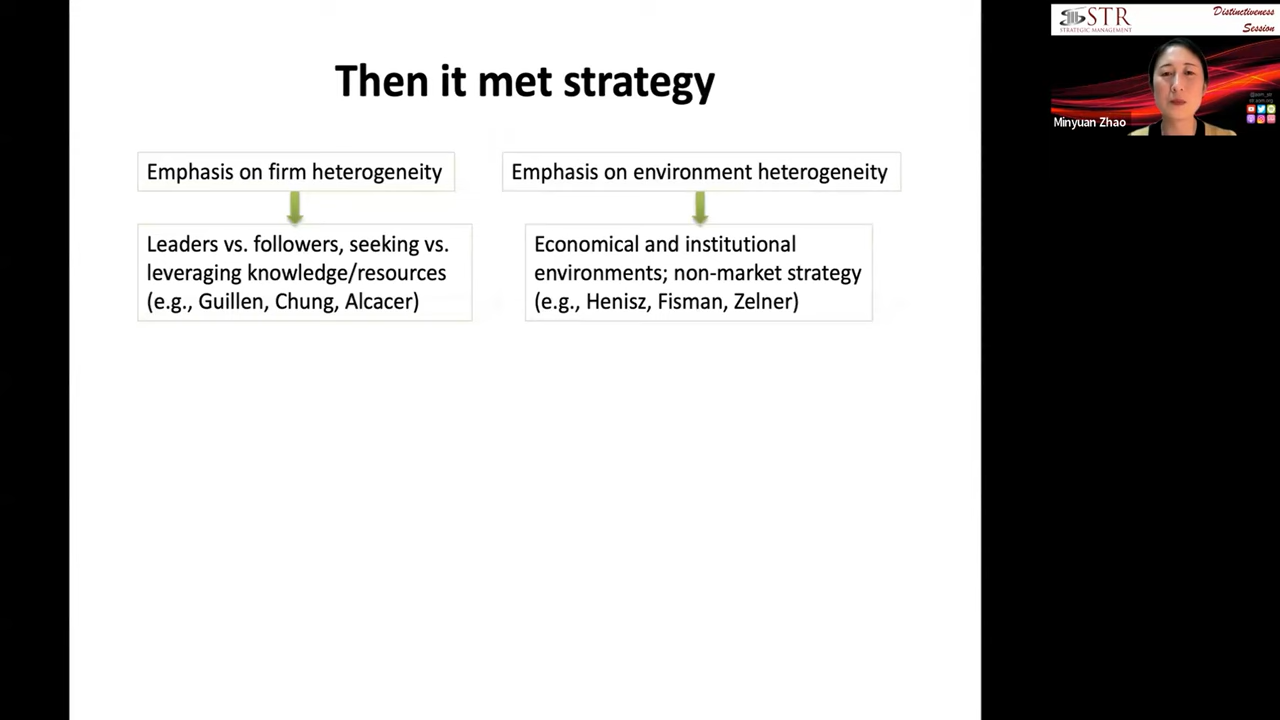 Then it met strategy
Emphasis on firm heterogeneity
Emphasis on environment heterogeneity
Leaders vs. followers, seeking vs.
leveraging knowledge/resources
(e.g., Guillen, Chung, Alcacer)
Economical and institutional
environments; non-market strategy
(e.g., Henisz, Fisman, Zelner)
STR
STRATEGIC MANAGEMENT
Distinctiveness
Session
Minyuan Zhao